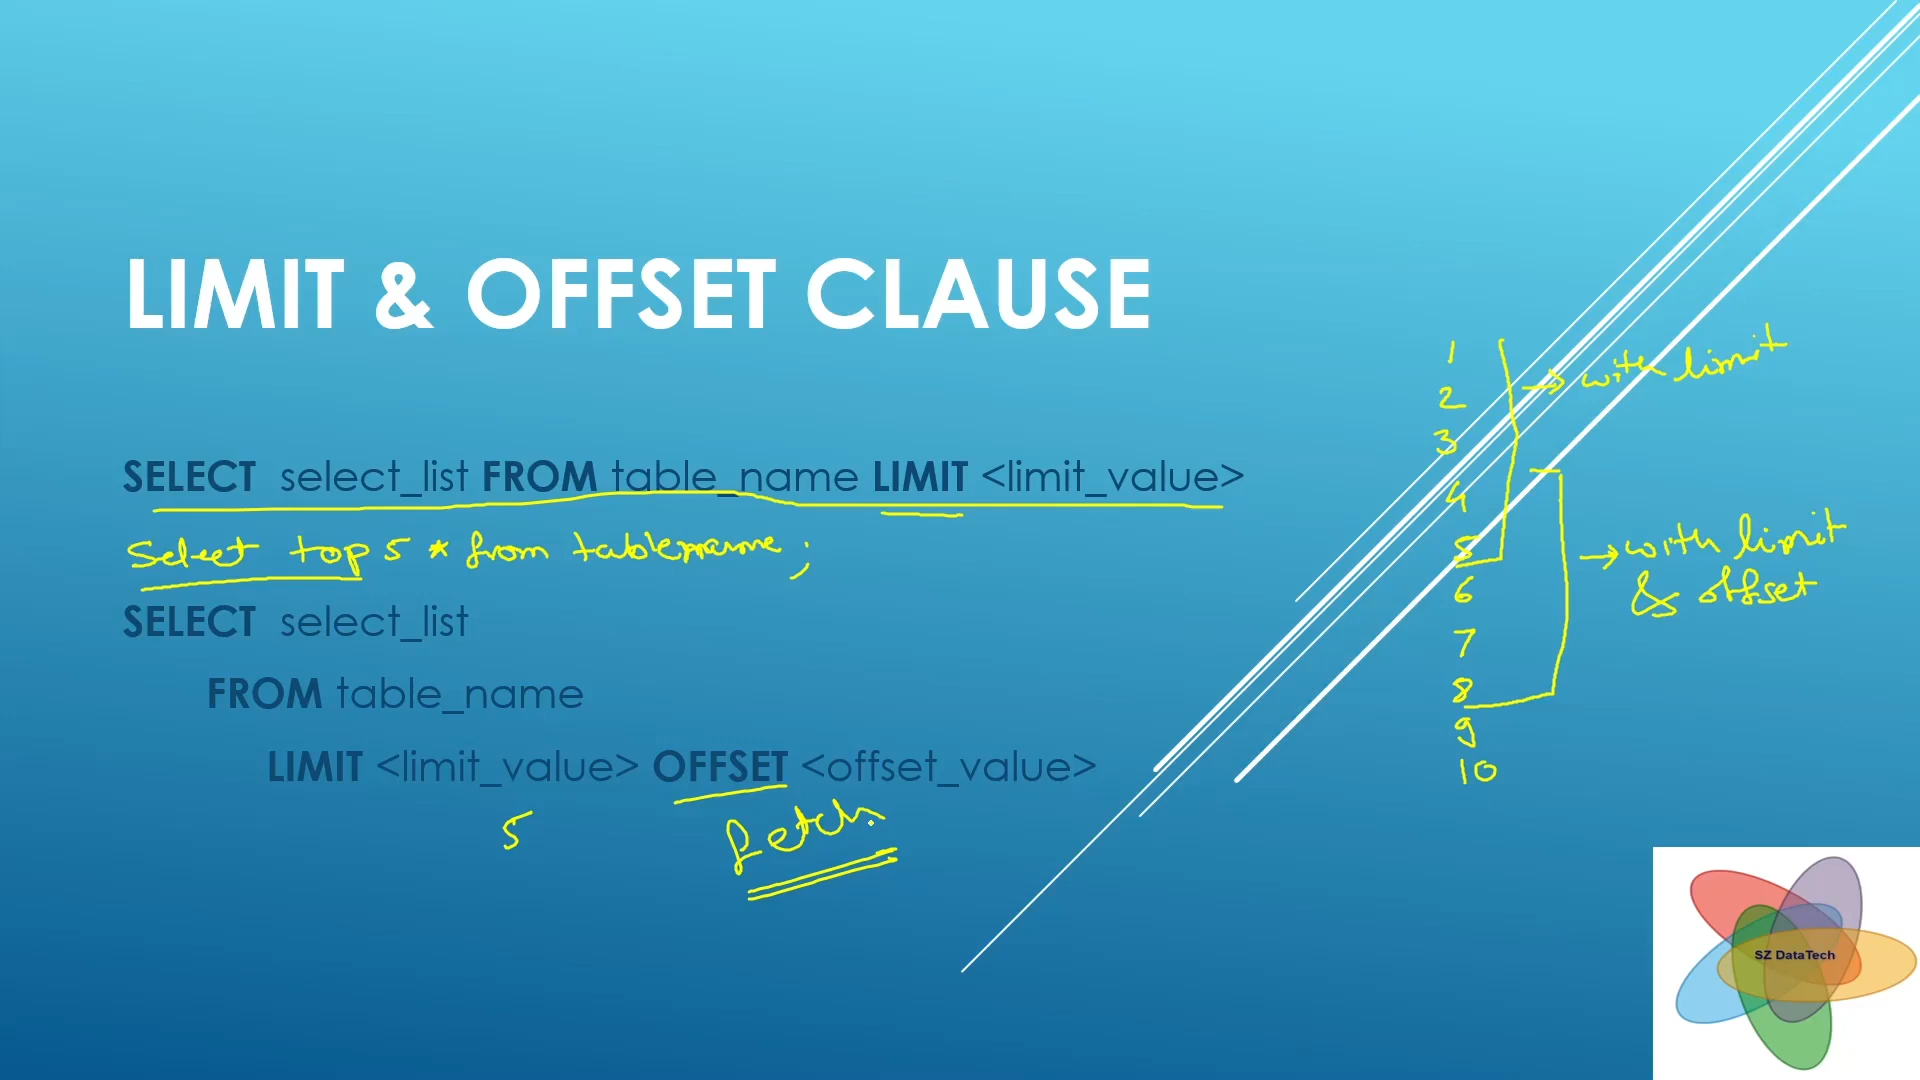 LIMIT & OFFSET CLAUSE
SELECT select_list FROM table_name LIMIT <limit_value>
Select top 5 * from tablename;
SELECT select_list
FROM table_name
LIMIT <limit_value> OFFSET <offset_value>
5
fetch
1
2
3
4
5
6
7
8
9
10
→ with limit
→ with limit
& offset
SZ DataTech